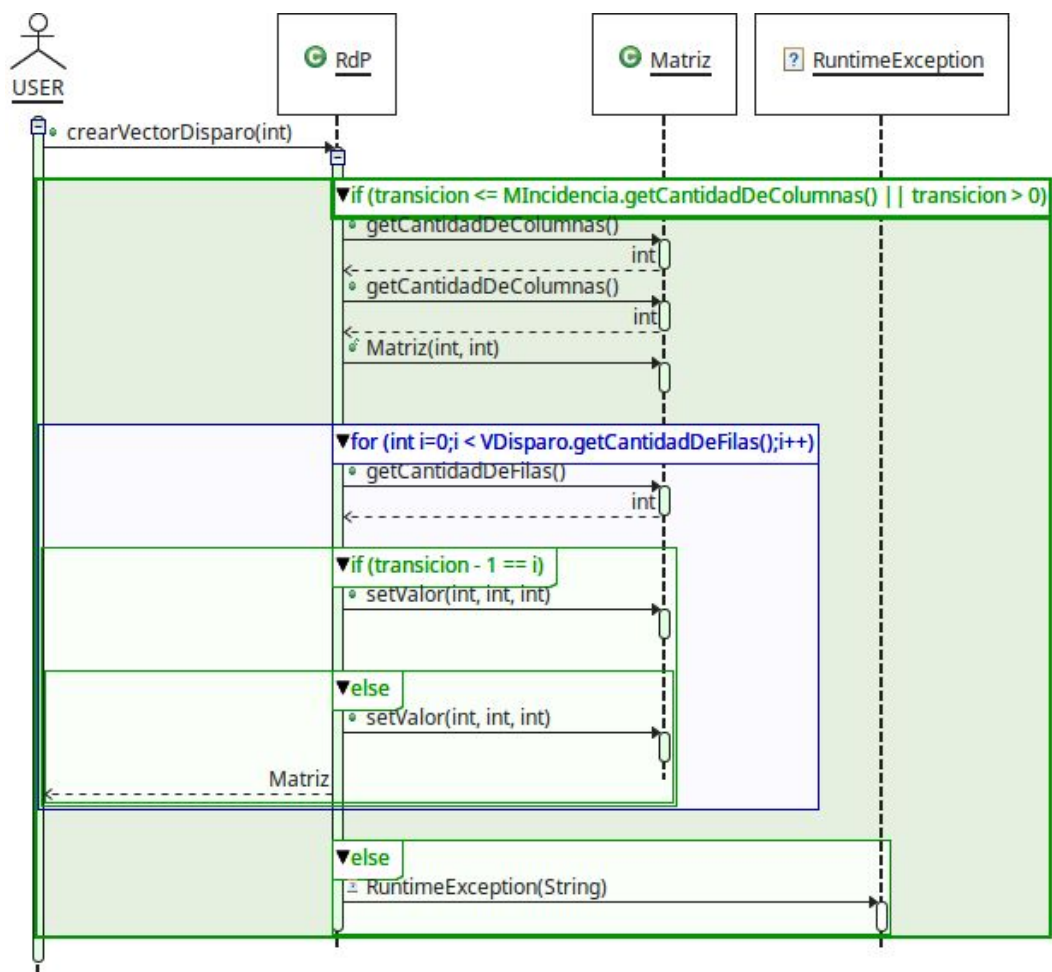 USER
RdP
Matriz
RuntimeException
crearVectorDisparo(int)
if (transicion <= MIncidencia.getCantidadDeColumnas() || transicion > 0)
getCantidadDeColumnas()
int
getCantidadDeColumnas()
int
Matriz(int, int)
for (int i=0;i < VDisparo.getCantidadDeFilas();i++)
getCantidadDeFilas()
int
if (transicion - 1 == i)
setValor(int, int, int)
else
setValor(int, int, int)
Matriz
else
RuntimeException(String)